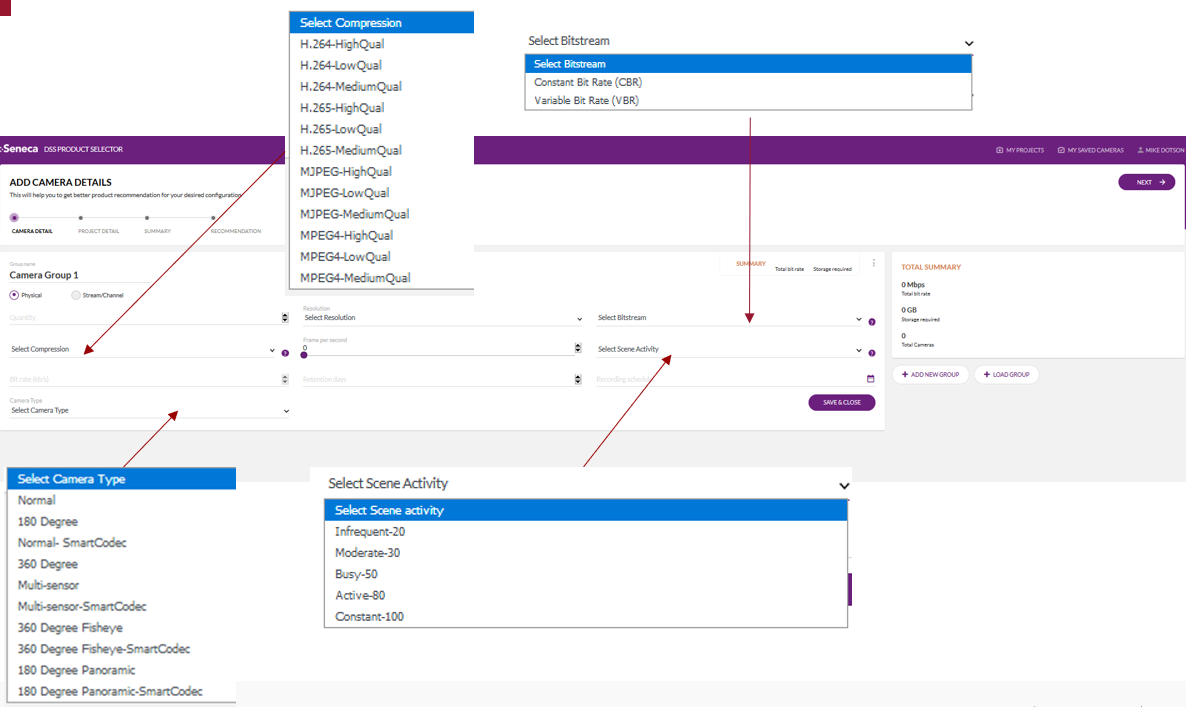 Select Compression
H.264-HighQual
H.264-LowQual
H.264-MediumQual
H.265-HighQual
H.265-LowQual
H.265-MediumQual
MJPEG-HighQual
MJPEG-LowQual
MJPEG-MediumQual
MPEG4-HighQual
MPEG4-LowQual
MPEG4-MediumQual
Select Bitstream
Select Bitstream
Constant Bit Rate (CBR)
Variable Bit Rate (VBR)
Seneca DSS PRODUCT SELECTOR
MY PROJECTS MY SAVED CAMERAS MIKE DOTSON
ADD CAMERA DETAILS
This will help you to get better product recommendation for your desired configuration
NEXT
CAMERA DETAIL PROJECT DETAIL SUMMARY RECOMMENDATION
Group name
Camera Group 1
SUMMARY Total bit rate Storage required
Physical Stream/Channel
Quantity
Resolution
Select Resolution
Select Bitstream
Select Compression
Frame per second
0
Select Scene Activity
Bit rate (kb/s)
Retention days
Recording schedule
Camera Type
Select Camera Type
SAVE & CLOSE
TOTAL SUMMARY
0 Mbps
Total bit rate
0 GB
Storage required
0
Total Cameras
ADD NEW GROUP LOAD GROUP
Select Camera Type
Normal
180 Degree
Normal- SmartCodec
360 Degree
Multi-sensor
Multi-sensor-SmartCodec
360 Degree Fisheye
360 Degree Fisheye-SmartCodec
180 Degree Panoramic
180 Degree Panoramic-SmartCodec
Select Scene Activity
Select Scene activity
Infrequent-20
Moderate-30
Busy-50
Active-80
Constant-100